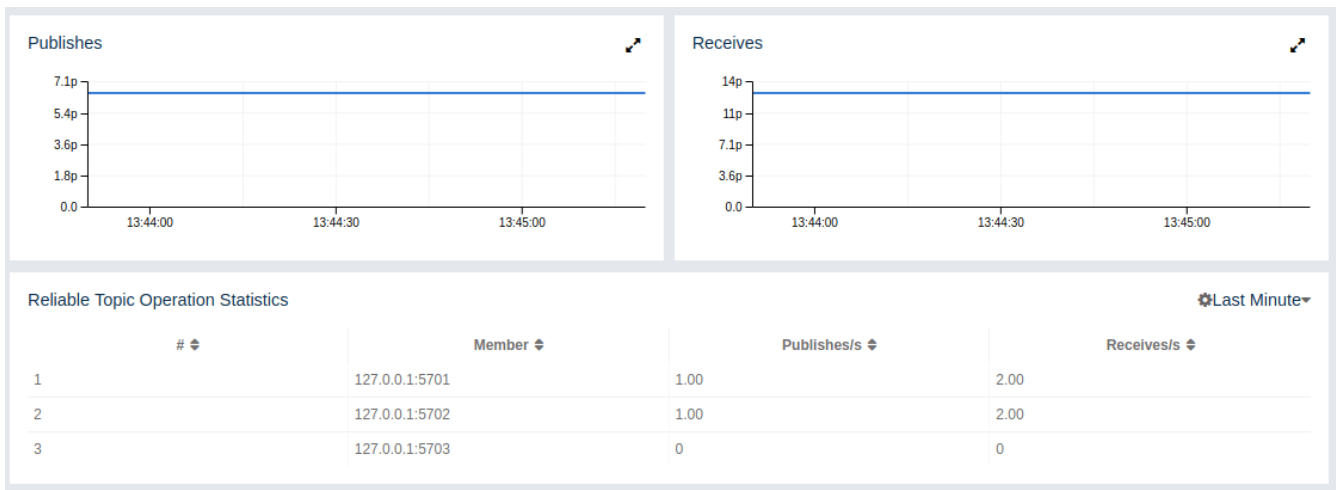 Publishes
7.1p
5.4p
3.6p
1.8p
0.0
13:44:00 13:44:30 13:45:00
Receives
14p
11p
7.1p
3.6p
0.0
13:44:00 13:44:30 13:45:00
Reliable Topic Operation Statistics Last Minute
# Member Publishes/s Receives/s
1 127.0.0.1:5701 1.00 2.00
2 127.0.0.1:5702 1.00 2.00
3 127.0.0.1:5703 0 0